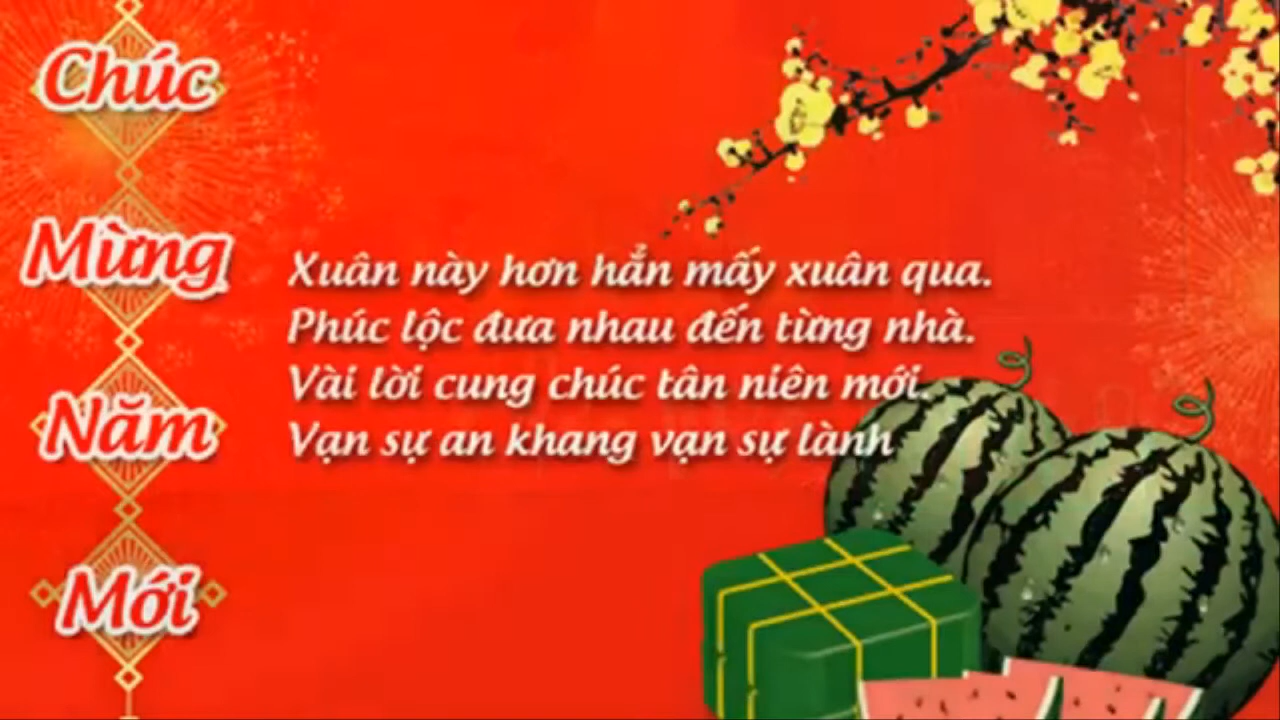 Chúc
Mừng
Năm
Mới
Xuân này hơn hẳn mấy xuân qua.
Phúc lộc đưa nhau đến từng nhà.
Vài lời cung chúc tân niên mới.
Vạn sự an khang vạn sự lành